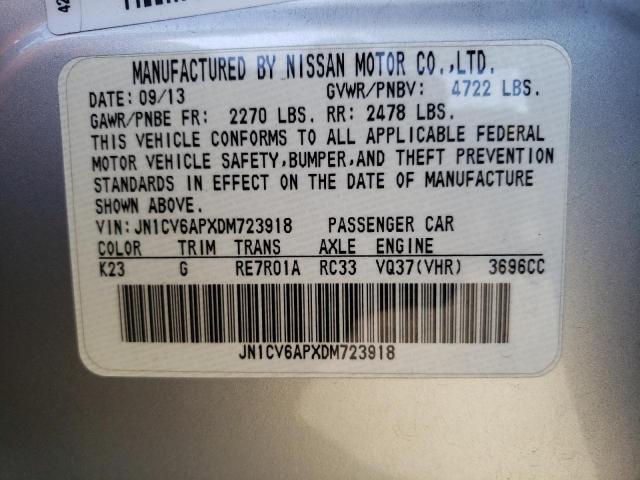 42
MANUFACTURED BY NISSAN MOTOR CO.,LTD.
DATE: 09/13 GVWR/PNBV: 4722 LBS.
GAWR/PNBE FR: 2270 LBS. RR: 2478 LBS.
THIS VEHICLE CONFORMS TO ALL APPLICABLE FEDERAL
MOTOR VEHICLE SAFETY,BUMPER,AND THEFT PREVENTION
STANDARDS IN EFFECT ON THE DATE OF MANUFACTURE
SHOWN ABOVE.
VIN: JN1CV6APXDM723918 PASSENGER CAR
COLOR TRIM TRANS AXLE ENGINE
K23 G RE7R01A RC33 VQ37(VHR) 3696CC
JN1CV6APXDM723918